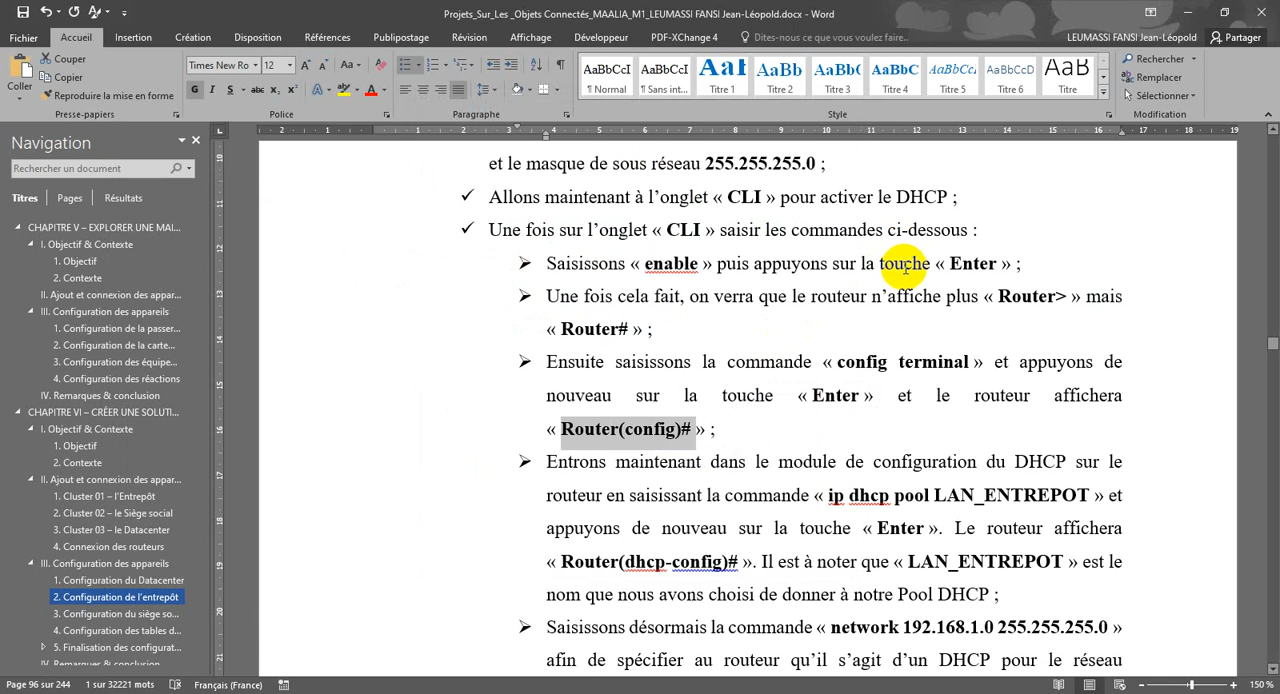 Projets_Sur_Les _Objets Connectés_MAALIA_M1_LEUMASSI FANSI Jean-Léopold.docx - Word
Fichier Accueil Insertion Création Disposition Références Publipostage Révision Affichage Développeur PDF-XChange 4 Dites-nous ce que vous voulez faire.. LEUMASSI FANSI Jean-Léopold Partager
Coller
Couper
Copier
Reproduire la mise en forme
Presse-papiers
Times New Ro 12
G I S abc x₂ x²
Police
Paragraphe
AaBbCcI AaBbCcI AaBl AaBb AaBb( AaBbC AaBbCcI AaBbCcD AaBb
¶ Normal ¶ Sans int... Titre 1 Titre 2 Titre 3 Titre 4 Titre 5 Titre 6 Titre
Style
Rechercher
Remplacer
Sélectionner
Modification
Navigation
Rechercher un document
Titres Pages Résultats
CHAPITRE V – EXPLORER UNE MAI...
I. Objectif & Contexte
1. Objectif
2. Contexte
II. Ajout et connexion des appar...
III. Configuration des appareils
1. Configuration de la passer...
2. Configuration de la carte...
3. Configuration des équipe...
4. Configuration des réactions
IV. Remarques & conclusion
CHAPITRE VI – CRÉER UNE SOLUTI...
I. Objectif & Contexte
1. Objectif
2. Contexte
II. Ajout et connexion des appar...
1. Cluster 01 – l’Entrepôt
2. Cluster 02 – le Siège social
3. Cluster 03 – le Datacenter
4. Connexion des routeurs
III. Configuration des appareils
1. Configuration du Datacenter
2. Configuration de l’entrepôt
3. Configuration du siège so...
4. Configuration des tables d...
5. Finalisation des configurat...
IV. Remarques & conclusion
et le masque de sous réseau 255.255.255.0 ;
Allons maintenant à l’onglet « CLI » pour activer le DHCP ;
Une fois sur l’onglet « CLI » saisir les commandes ci-dessous :
Saisissons « enable » puis appuyons sur la touche « Enter » ;
Une fois cela fait, on verra que le routeur n’affiche plus « Router> » mais
« Router# » ;
Ensuite saisissons la commande « config terminal » et appuyons de
nouveau sur la touche « Enter » et le routeur affichera
« Router(config)# » ;
Entrons maintenant dans le module de configuration du DHCP sur le
routeur en saisissant la commande « ip dhcp pool LAN_ENTREPOT » et
appuyons de nouveau sur la touche « Enter ». Le routeur affichera
« Router(dhcp-config)# ». Il est à noter que « LAN_ENTREPOT » est le
nom que nous avons choisi de donner à notre Pool DHCP ;
Saisissons désormais la commande « network 192.168.1.0 255.255.255.0 »
afin de spécifier au routeur qu’il s’agit d’un DHCP pour le réseau
Page 96 sur 244 1 sur 32221 mots Français (France) 150 %